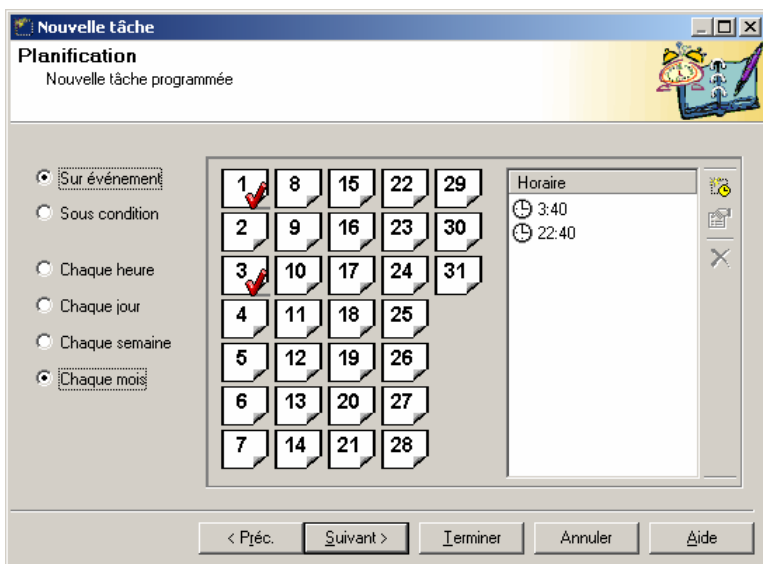 Nouvelle tâche
Planification
Nouvelle tâche programmée
Sur événement
Sous condition
Chaque heure
Chaque jour
Chaque semaine
Chaque mois
1 8 15 22 29
2 9 16 23 30
3 10 17 24 31
4 11 18 25
5 12 19 26
6 13 20 27
7 14 21 28
Horaire
3:40
22:40
< Préc. Suivant > Terminer Annuler Aide